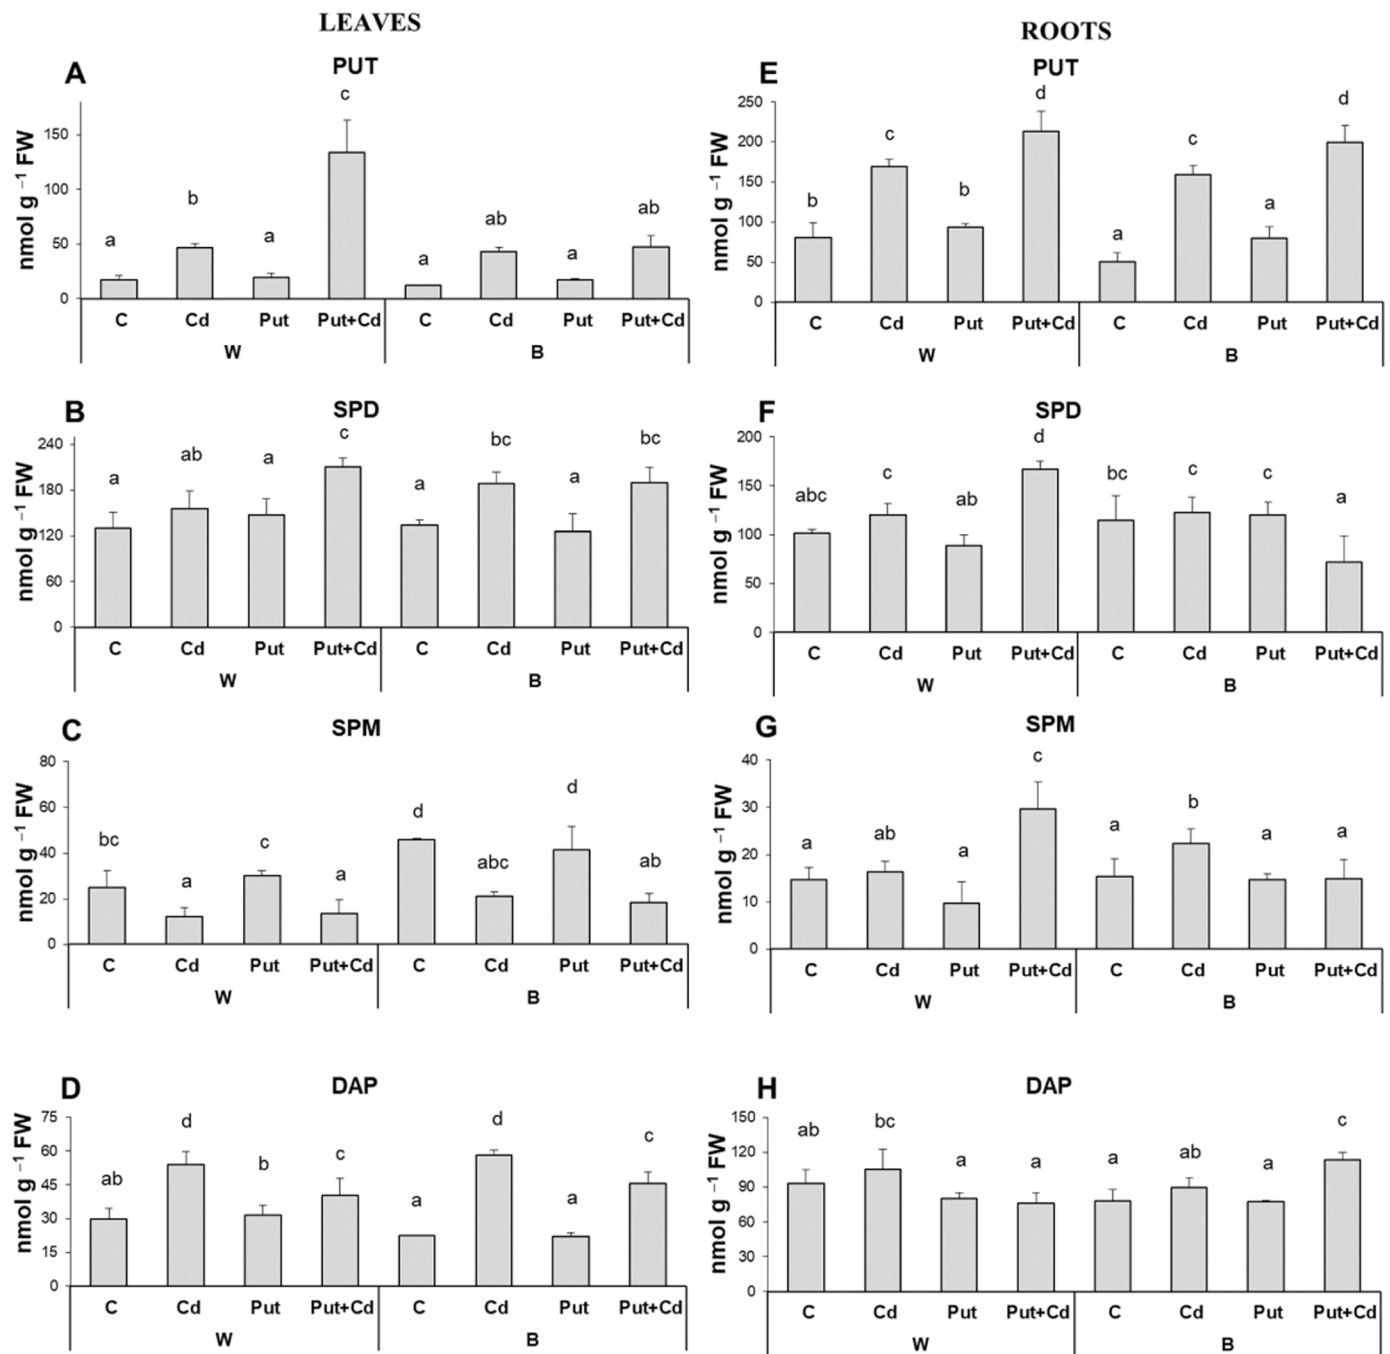 LEAVES
ROOTS
A
PUT
nmol g −1 FW
150
100
50
0
a
b
a
c
a
ab
a
ab
C Cd Put Put+Cd C Cd Put Put+Cd
W B
E
PUT
nmol g −1 FW
250
200
150
100
50
0
b
c
b
d
a
c
a
d
C Cd Put Put+Cd C Cd Put Put+Cd
W B
B
SPD
nmol g −1 FW
240
180
120
60
0
a
ab
a
c
a
bc
a
bc
C Cd Put Put+Cd C Cd Put Put+Cd
W B
F
SPD
nmol g −1 FW
200
150
100
50
0
abc
c
ab
d
bc
c
c
a
C Cd Put Put+Cd C Cd Put Put+Cd
W B
C
SPM
nmol g −1 FW
80
60
40
20
0
bc
a
c
a
d
abc
d
ab
C Cd Put Put+Cd C Cd Put Put+Cd
W B
G
SPM
nmol g −1 FW
40
30
20
10
0
a
ab
a
c
a
b
a
a
C Cd Put Put+Cd C Cd Put Put+Cd
W B
D
DAP
nmol g −1 FW
75
60
45
30
15
0
ab
d
b
c
a
d
a
c
C Cd Put Put+Cd C Cd Put Put+Cd
W B
H
DAP
nmol g −1 FW
150
120
90
60
30
0
ab
bc
a
a
a
ab
a
c
C Cd Put Put+Cd C Cd Put Put+Cd
W B